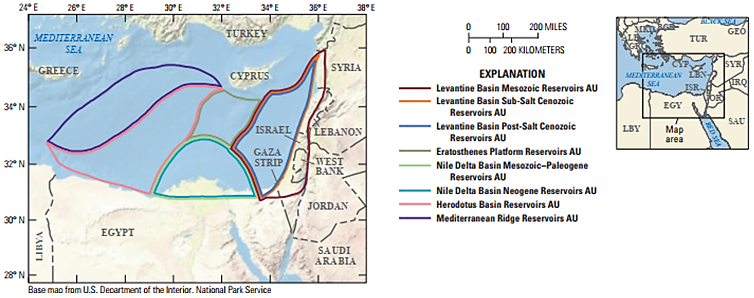 24°E 26°E 28°E 30°E 32°E 34°E 36°E 38°E
36°N
34°N
32°N
30°N
28°N
MEDITERRANEAN
SEA
TURKEY
GREECE
CYPRUS
SYRIA
ISRAEL
LEBANON
GAZA
STRIP
WEST
BANK
JORDAN
EGYPT
LIBYA
SAUDI
ARABIA
Base map from U.S. Department of the Interior, National Park Service
0 100 200 MILES
0 100 200 KILOMETERS
EXPLANATION
Levantine Basin Mesozoic Reservoirs AU
Levantine Basin Sub-Salt Cenozoic
Reservoirs AU
Levantine Basin Post-Salt Cenozoic
Reservoirs AU
Eratosthenes Platform Reservoirs AU
Nile Delta Basin Mesozoic–Paleogene
Reservoirs AU
Nile Delta Basin Neogene Reservoirs AU
Herodotus Basin Reservoirs AU
Mediterranean Ridge Reservoirs AU
BLACK SEA
GEO
TUR
CYP
SYR
MEDITERRANEAN
SEA
LBN
ISR
IRQ
JOR
EGY
LBY
SAU
RED SEA
Map
area